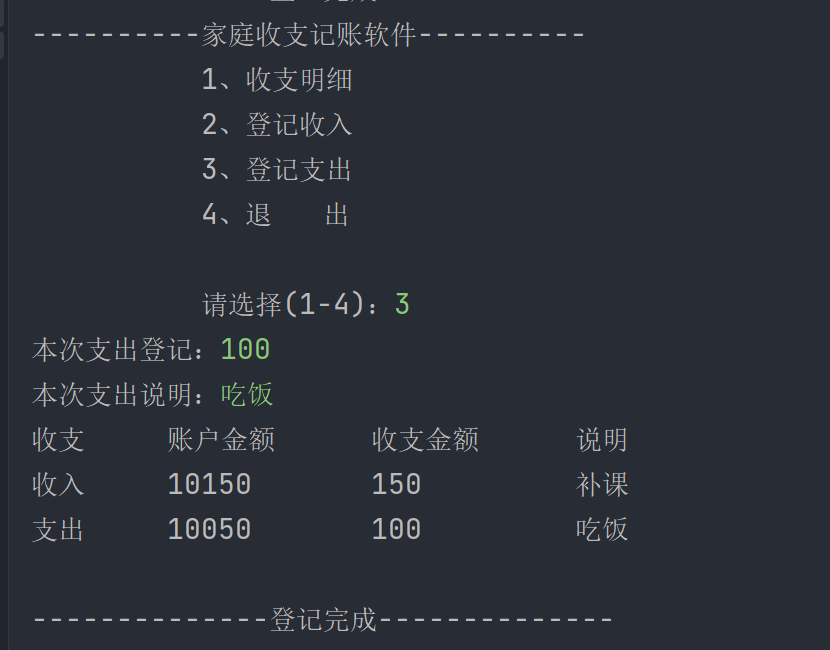 ----------家庭收支记账软件----------
1、收支明细
2、登记收入
3、登记支出
4、退    出
请选择(1-4)：3
本次支出登记：100
本次支出说明：吃饭
收支 账户金额 收支金额 说明
收入 10150 150 补课
支出 10050 100 吃饭
--------------登记完成--------------